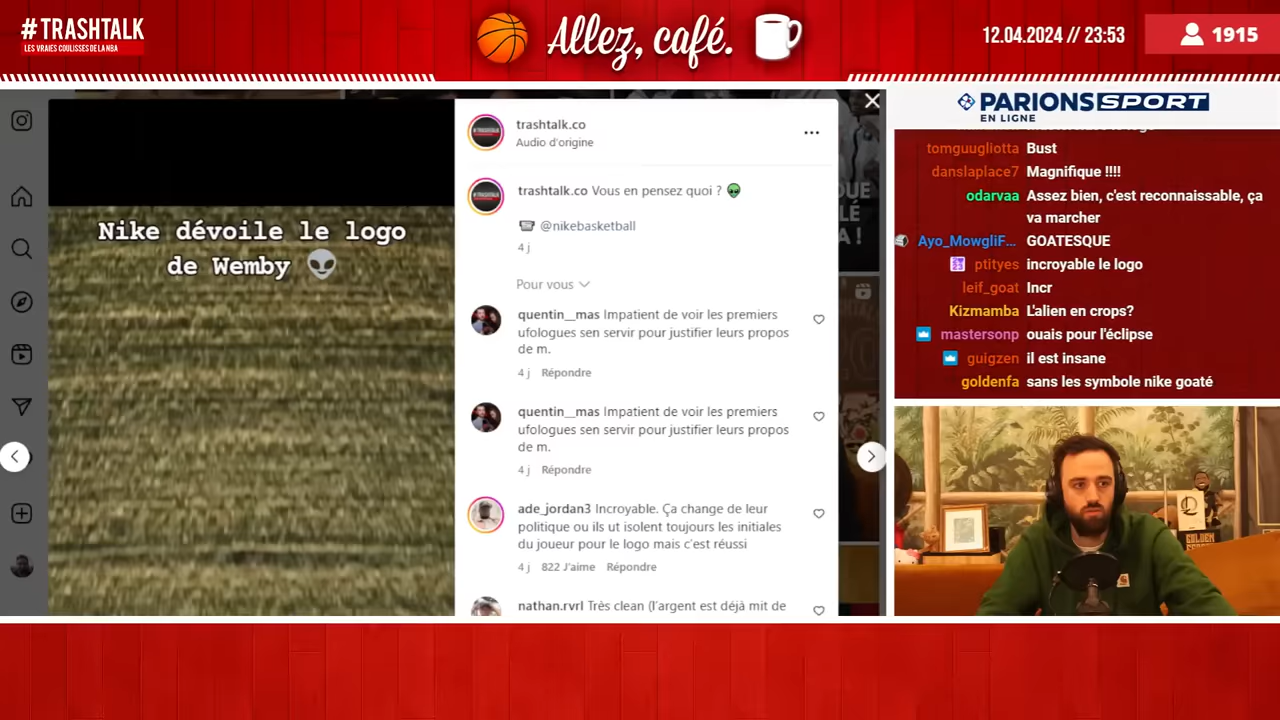 #TRASHTALK
LES VRAIES COULISSES DE LA NBA
Allez, café.
12.04.2024 // 23:53
1915
trashtalk.co
Audio d'origine
trashtalk.co Vous en pensez quoi ? 👽
@nikebasketball
4 j
Pour vous
quentin__mas Impatient de voir les premiers
ufologues sen servir pour justifier leurs propos
de m.
4 j Répondre
quentin__mas Impatient de voir les premiers
ufologues sen servir pour justifier leurs propos
de m.
4 j Répondre
ade_jordan3 Incroyable. Ça change de leur
politique ou ils ut isolent toujours les initiales
du joueur pour le logo mais c'est réussi
4 j 822 J'aime Répondre
nathan.rvrl Très clean (l'argent est déjà mit de
Nike dévoile le logo
de Wemby 👽
PARIONS SPORT
EN LIGNE
tomguugliotta Bust
danslaplace7 Magnifique !!!!
odarvaa Assez bien, c'est reconnaissable, ça
va marcher
Ayo_MowgliF... GOATESQUE
ptityes incroyable le logo
leif_goat Incr
Kizmamba L'alien en crops?
mastersonp ouais pour l'éclipse
guigzen il est insane
goldenfa sans les symbole nike goaté
GOLDEN